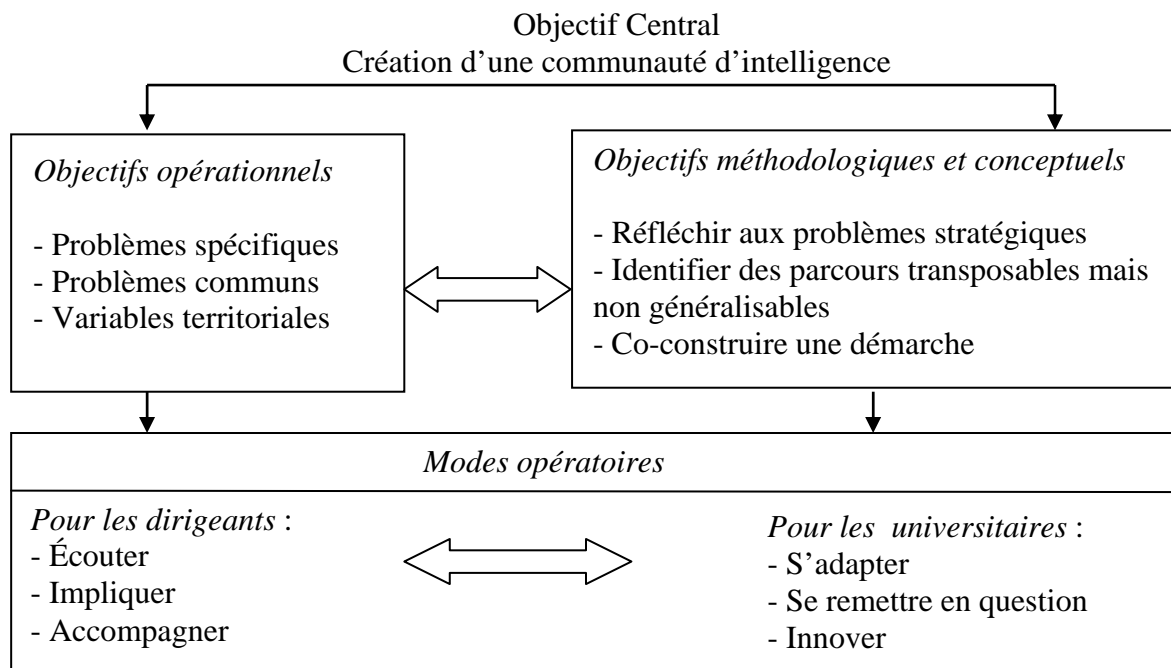 Objectif Central
Création d’une communauté d’intelligence
Objectifs opérationnels
- Problèmes spécifiques
- Problèmes communs
- Variables territoriales
Objectifs méthodologiques et conceptuels
- Réfléchir aux problèmes stratégiques
- Identifier des parcours transposables mais
non généralisables
- Co-construire une démarche
Modes opératoires
Pour les dirigeants :
- Écouter
- Impliquer
- Accompagner
Pour les universitaires :
- S’adapter
- Se remettre en question
- Innover